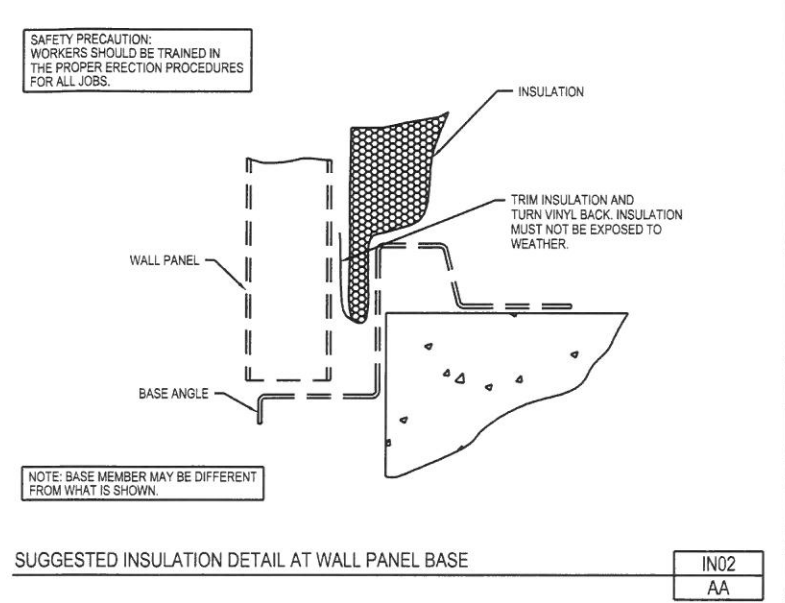 SAFETY PRECAUTION:
WORKERS SHOULD BE TRAINED IN
THE PROPER ERECTION PROCEDURES
FOR ALL JOBS.
INSULATION
TRIM INSULATION AND
TURN VINYL BACK. INSULATION
MUST NOT BE EXPOSED TO
WEATHER.
WALL PANEL
BASE ANGLE
NOTE: BASE MEMBER MAY BE DIFFERENT
FROM WHAT IS SHOWN.
SUGGESTED INSULATION DETAIL AT WALL PANEL BASE
IN02
AA